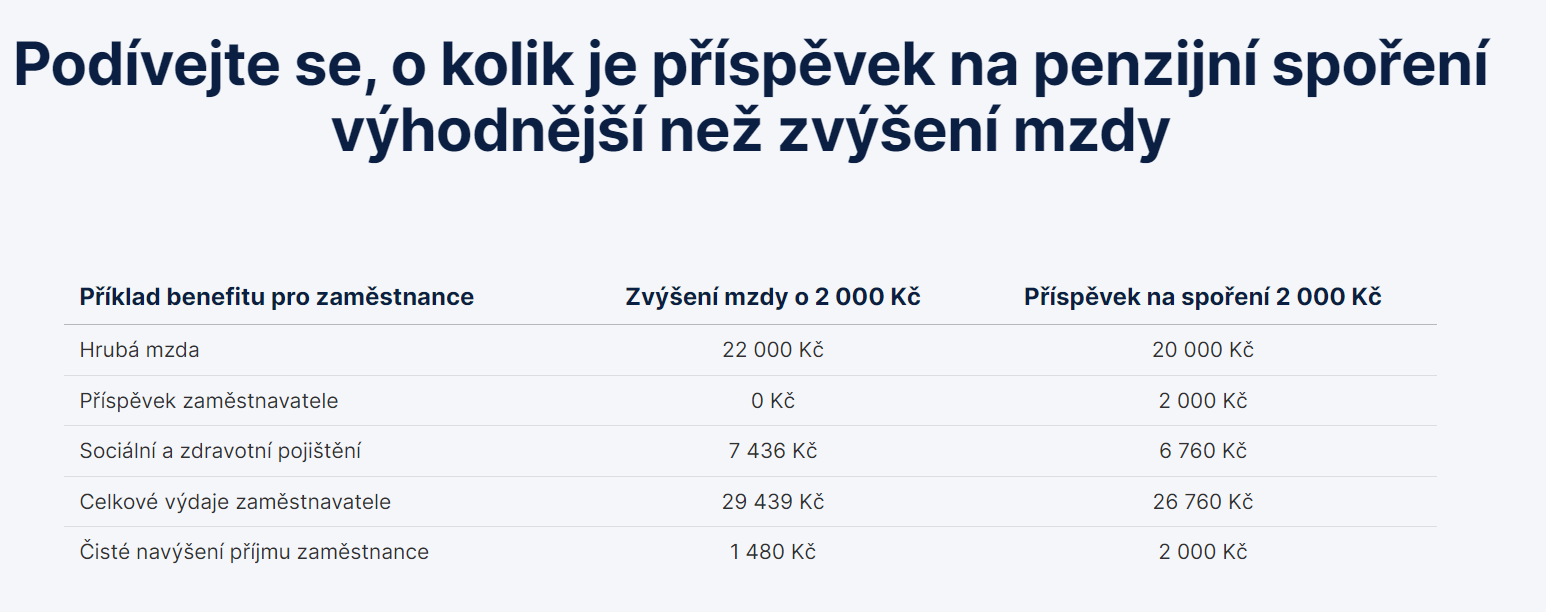 Podívejte se, o kolik je příspěvek na penzijní spoření
výhodnější než zvýšení mzdy
Příklad benefitu pro zaměstnance Zvýšení mzdy o 2 000 Kč Příspěvek na spoření 2 000 Kč
Hrubá mzda 22 000 Kč 20 000 Kč
Příspěvek zaměstnavatele 0 Kč 2 000 Kč
Sociální a zdravotní pojištění 7 436 Kč 6 760 Kč
Celkové výdaje zaměstnavatele 29 439 Kč 26 760 Kč
Čisté navýšení příjmu zaměstnance 1 480 Kč 2 000 Kč